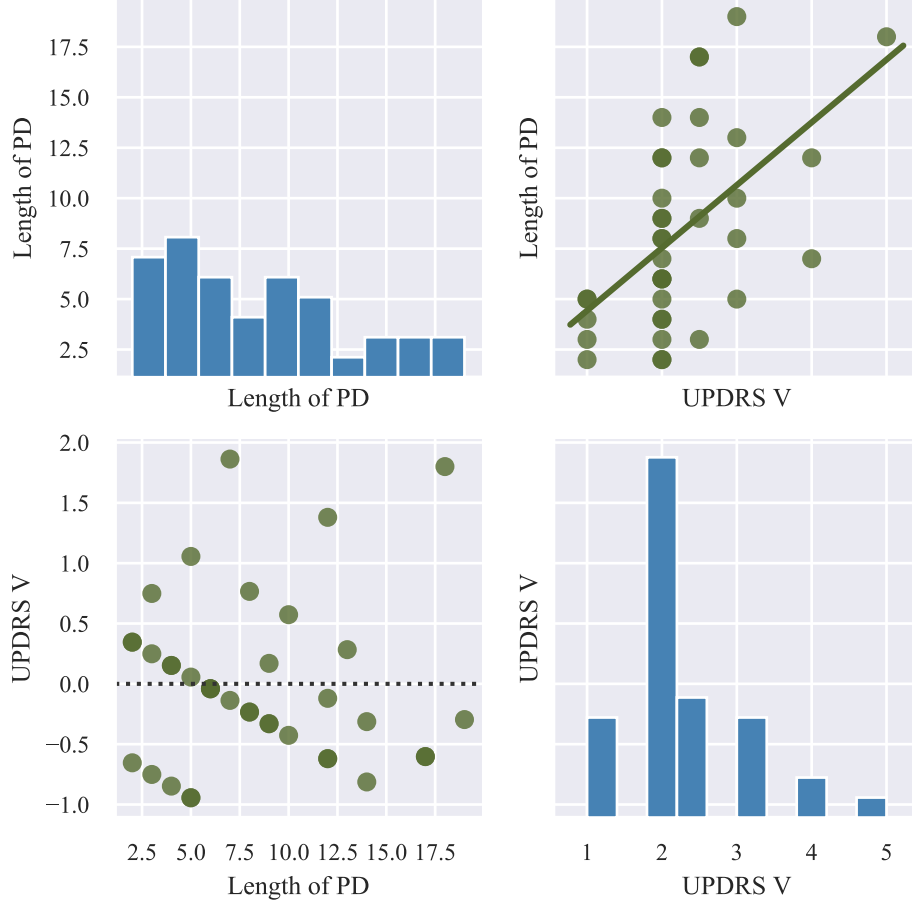 17.5
15.0
12.5
10.0
7.5
5.0
2.5
Length of PD
Length of PD
Length of PD
UPDRS V
2.0
1.5
1.0
0.5
0.0
−0.5
−1.0
UPDRS V
2.5 5.0 7.5 10.0 12.5 15.0 17.5
Length of PD
UPDRS V
1 2 3 4 5
UPDRS V